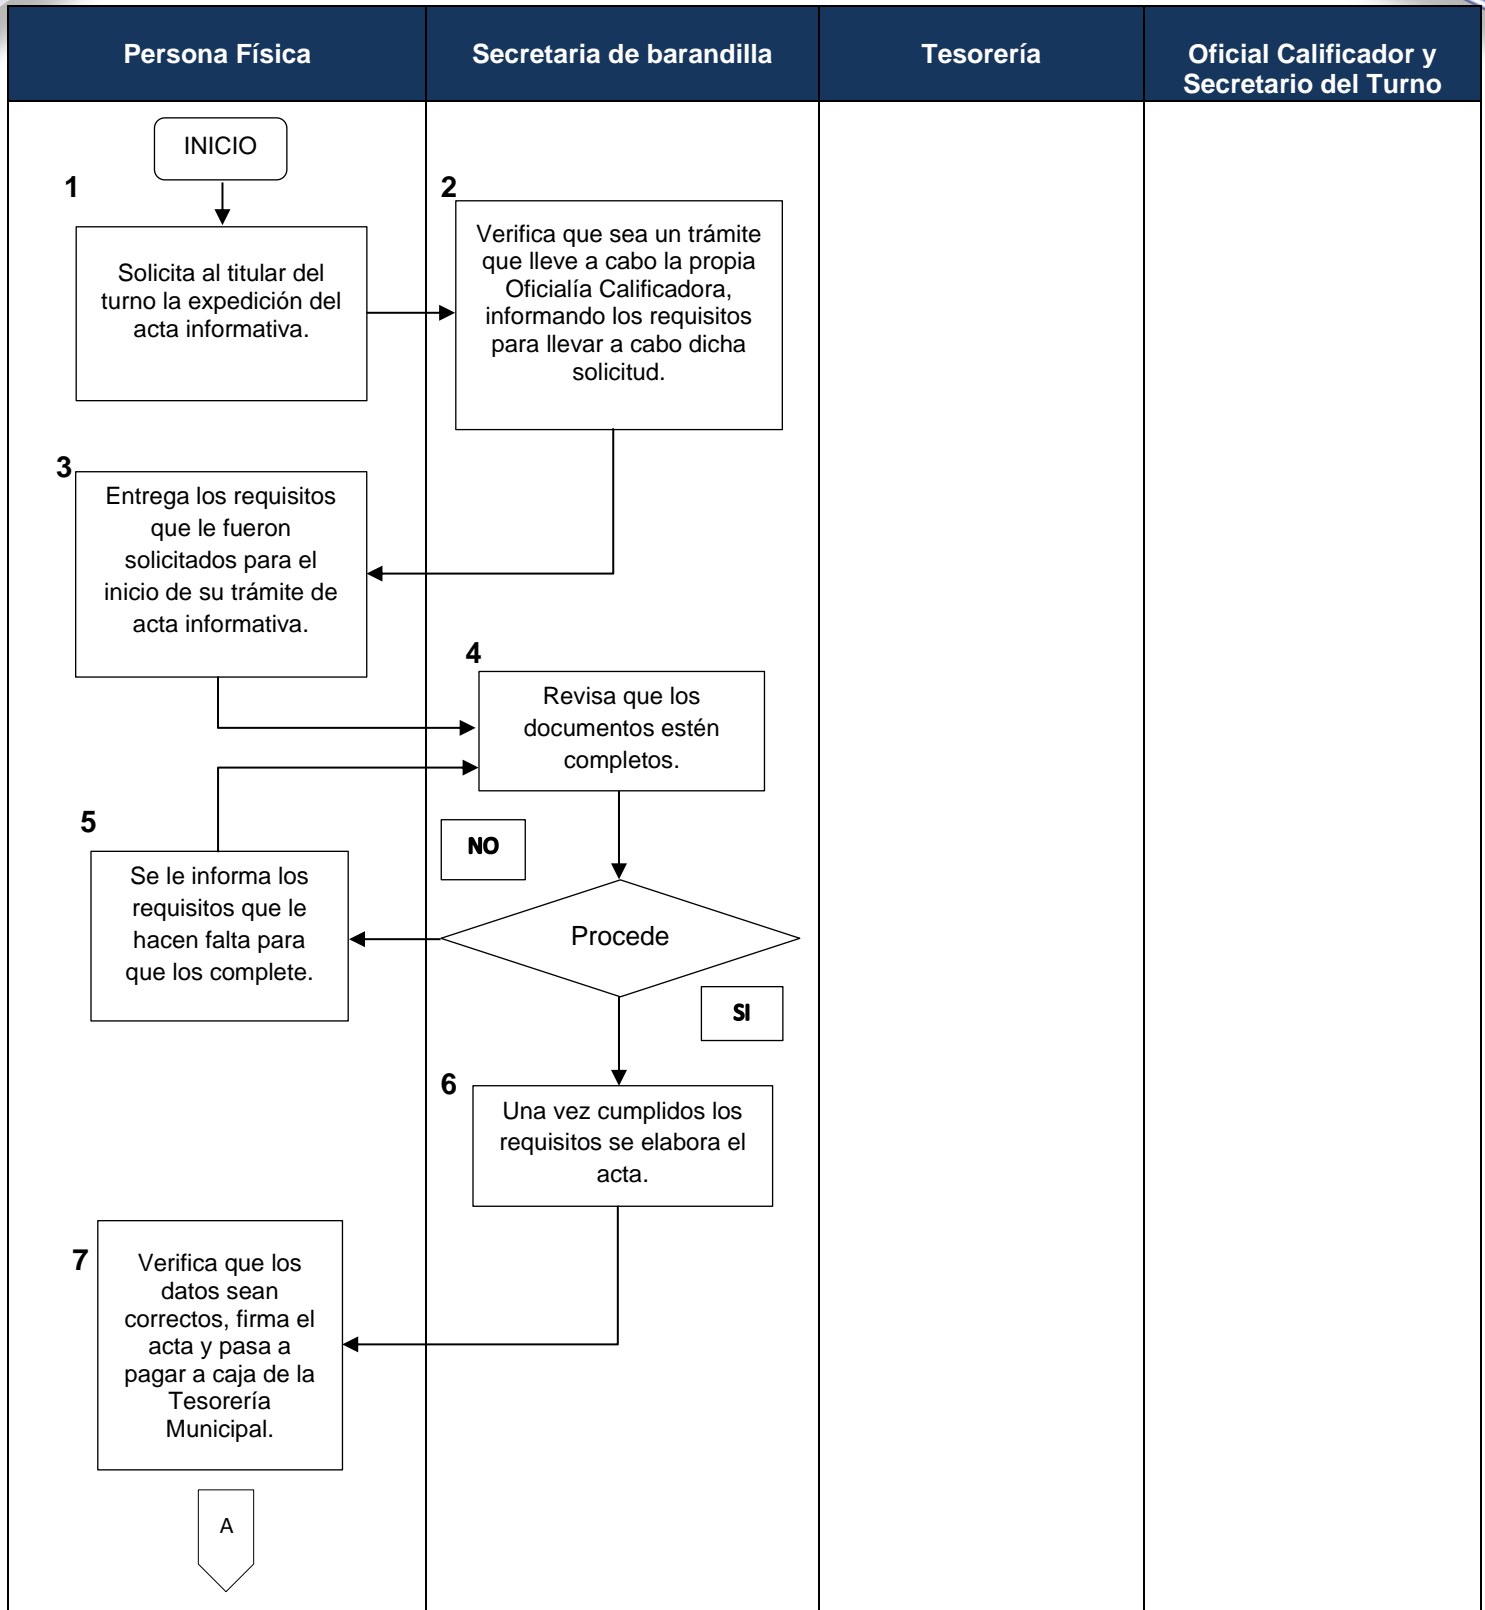 Persona Física
Secretaria de barandilla
Tesorería
Oficial Calificador y
Secretario del Turno
INICIO
1
Solicita al titular del
turno la expedición del
acta informativa.
2
Verifica que sea un trámite
que lleve a cabo la propia
Oficialía Calificadora,
informando los requisitos
para llevar a cabo dicha
solicitud.
3
Entrega los requisitos
que le fueron
solicitados para el
inicio de su trámite de
acta informativa.
4
Revisa que los
documentos estén
completos.
5
Se le informa los
requisitos que le
hacen falta para
que los complete.
NO
Procede
SI
6
Una vez cumplidos los
requisitos se elabora el
acta.
7
Verifica que los
datos sean
correctos, firma el
acta y pasa a
pagar a caja de la
Tesorería
Municipal.
A